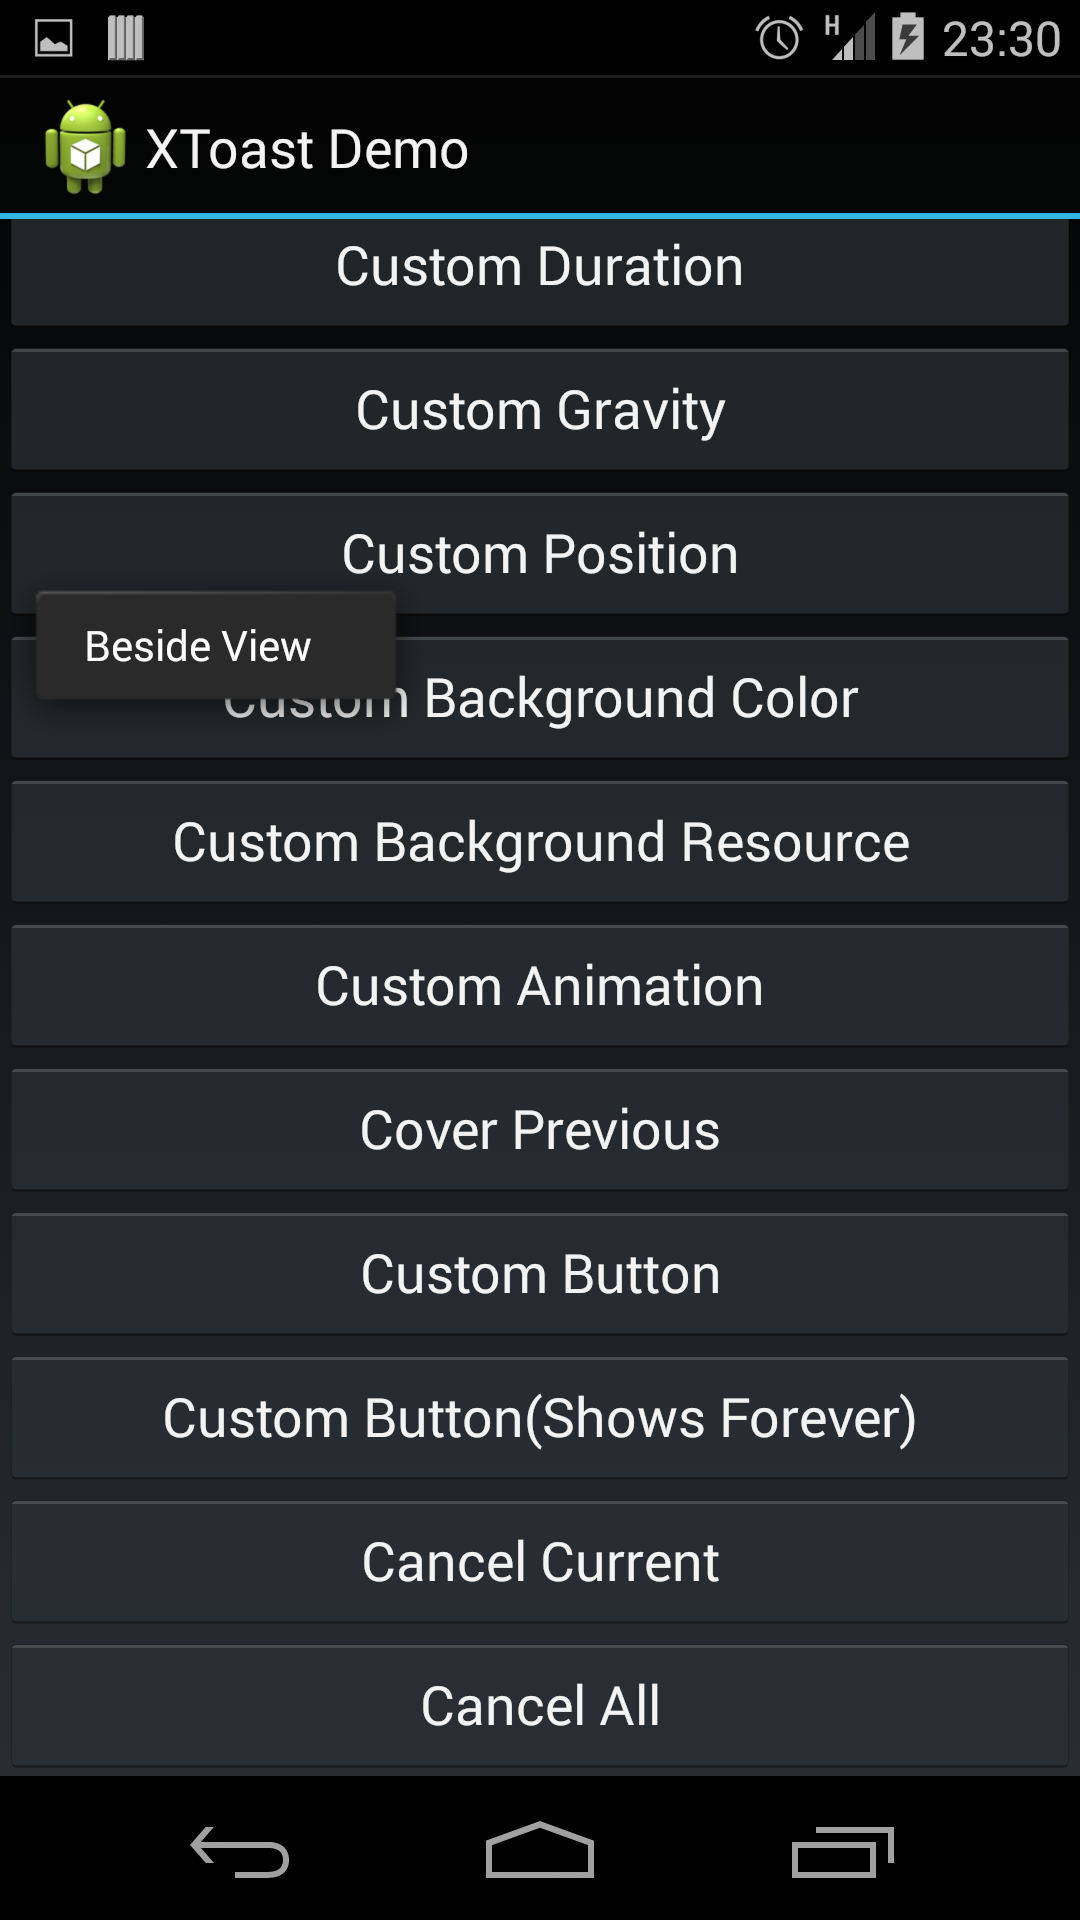 H 23:30
XToast Demo
Custom Duration
Custom Gravity
Custom Position
Beside View
Custom Background Color
Custom Background Resource
Custom Animation
Cover Previous
Custom Button
Custom Button(Shows Forever)
Cancel Current
Cancel All